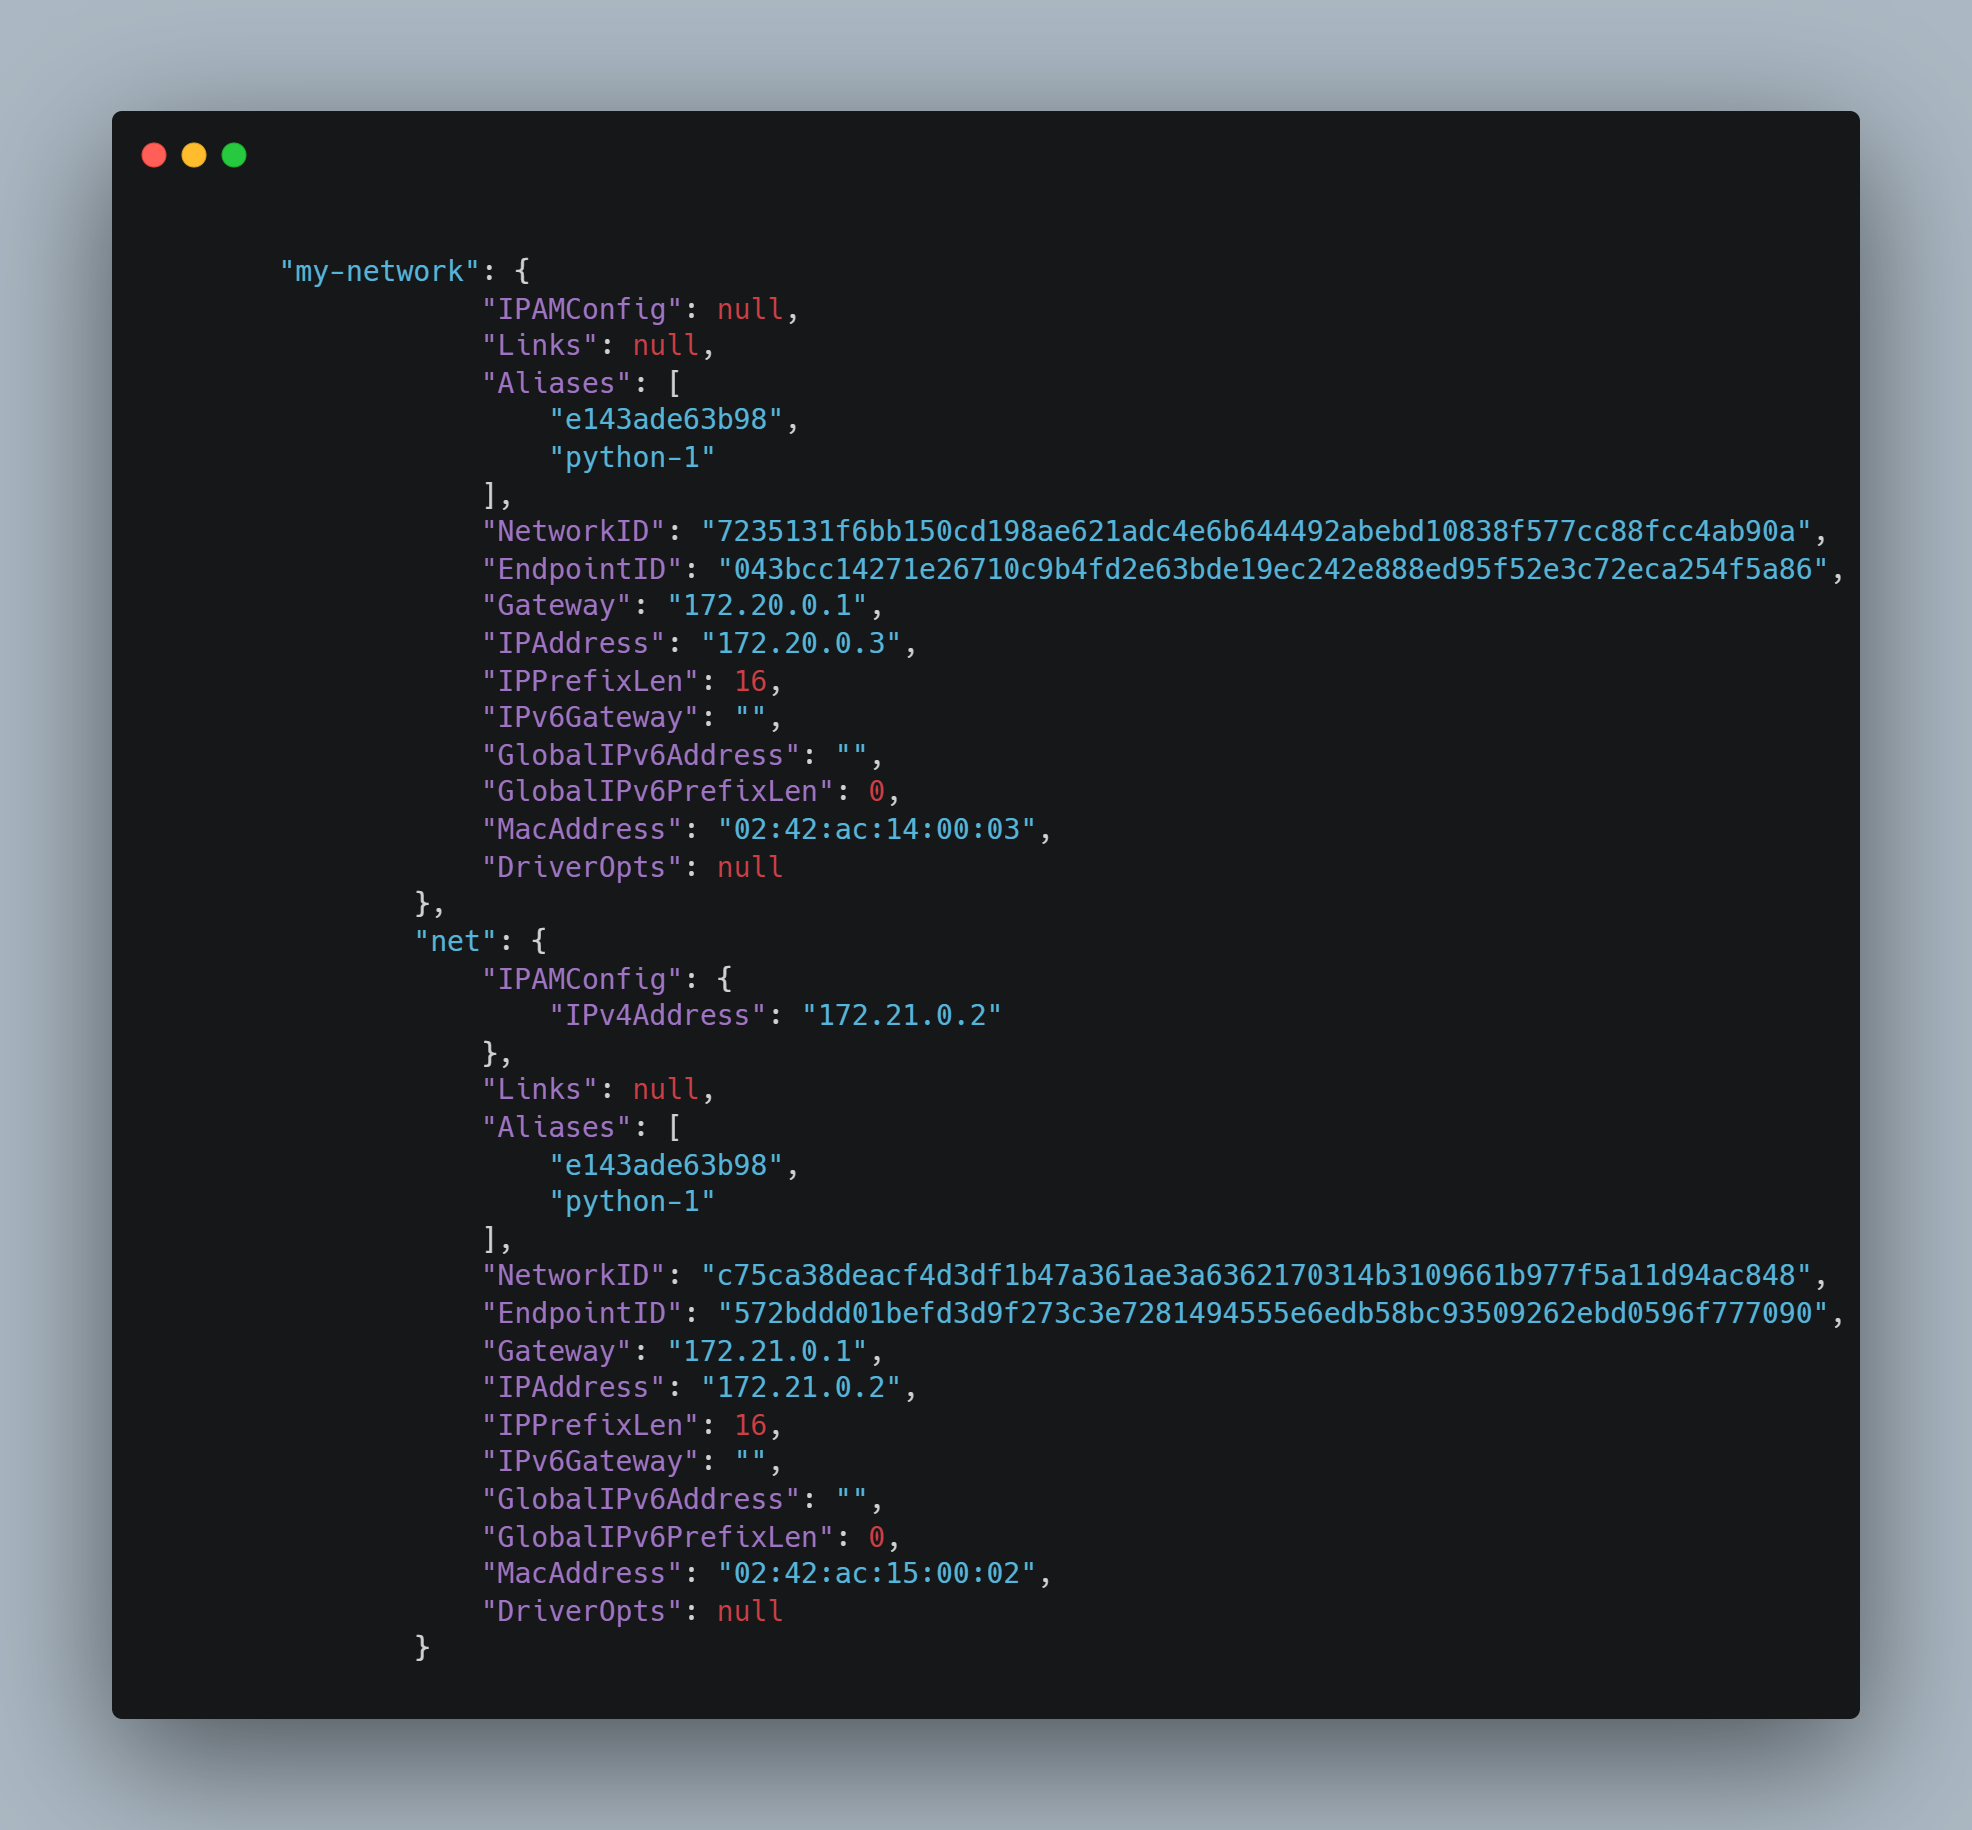 "my-network": {
"IPAMConfig": null,
"Links": null,
"Aliases": [
"e143ade63b98",
"python-1"
],
"NetworkID": "7235131f6bb150cd198ae621adc4e6b644492abebd10838f577cc88fcc4ab90a",
"EndpointID": "043bcc14271e26710c9b4fd2e63bde19ec242e888ed95f52e3c72eca254f5a86",
"Gateway": "172.20.0.1",
"IPAddress": "172.20.0.3",
"IPPrefixLen": 16,
"IPv6Gateway": "",
"GlobalIPv6Address": "",
"GlobalIPv6PrefixLen": 0,
"MacAddress": "02:42:ac:14:00:03",
"DriverOpts": null
},
"net": {
"IPAMConfig": {
"IPv4Address": "172.21.0.2"
},
"Links": null,
"Aliases": [
"e143ade63b98",
"python-1"
],
"NetworkID": "c75ca38deacf4d3df1b47a361ae3a6362170314b3109661b977f5a11d94ac848",
"EndpointID": "572bddd01befd3d9f273c3e7281494555e6edb58bc93509262ebd0596f777090",
"Gateway": "172.21.0.1",
"IPAddress": "172.21.0.2",
"IPPrefixLen": 16,
"IPv6Gateway": "",
"GlobalIPv6Address": "",
"GlobalIPv6PrefixLen": 0,
"MacAddress": "02:42:ac:15:00:02",
"DriverOpts": null
}